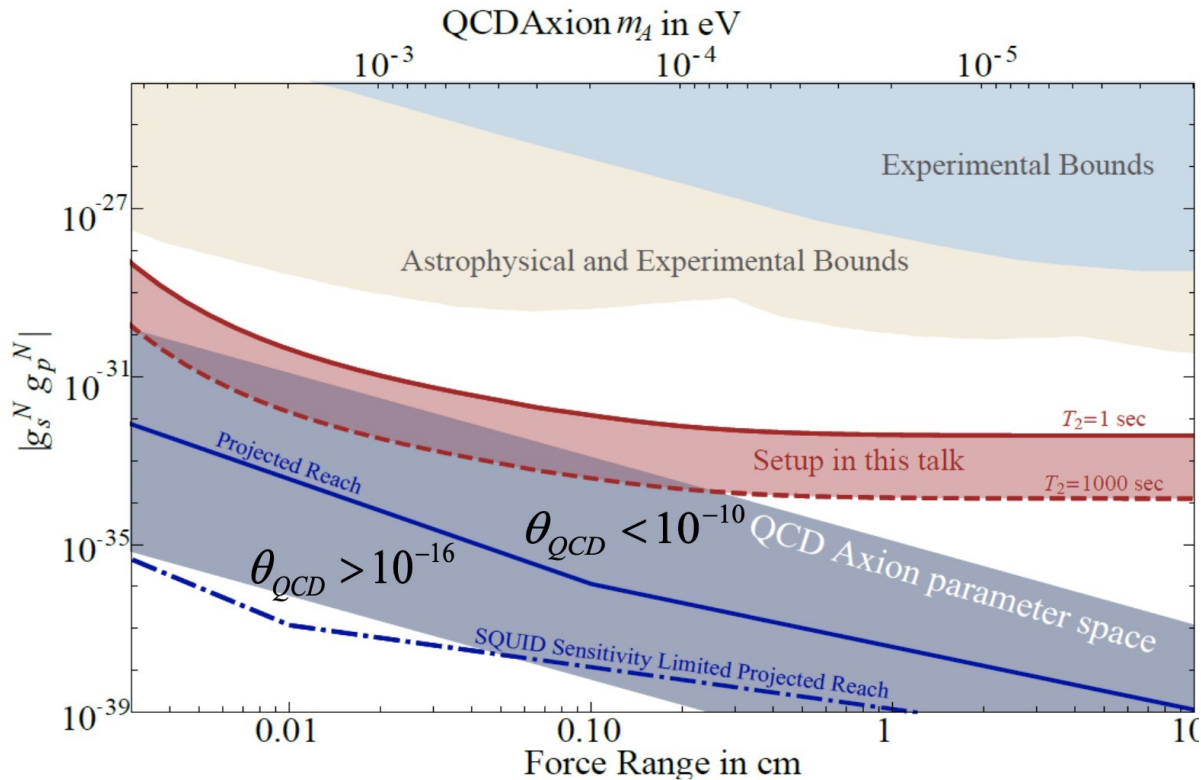 QCDAxion m_A in eV
10^-3 10^-4 10^-5
Experimental Bounds
10^-27
Astrophysical and Experimental Bounds
|g_s^N g_p^N|
10^-31
T_2=1 sec
Projected Reach
Setup in this talk
T_2=1000 sec
θ_QCD < 10^-10
10^-35
θ_QCD > 10^-16
QCD Axion parameter space
SQUID Sensitivity Limited Projected Reach
10^-39
0.01 0.10 1 10
Force Range in cm